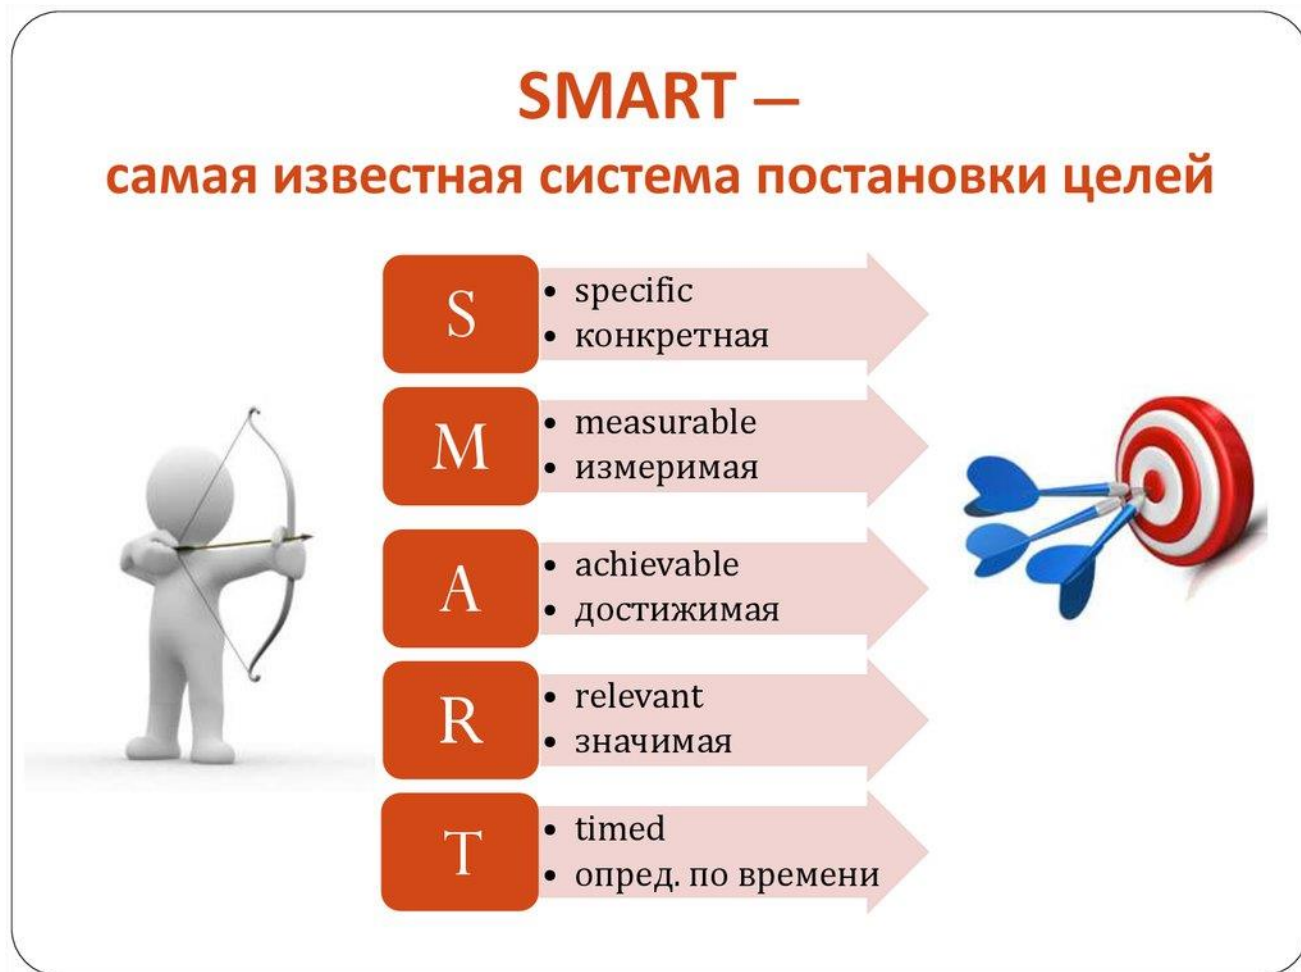 SMART —
самая известная система постановки целей
S
• specific
• конкретная
M
• measurable
• измеримая
A
• achievable
• достижимая
R
• relevant
• значимая
T
• timed
• опред. по времени